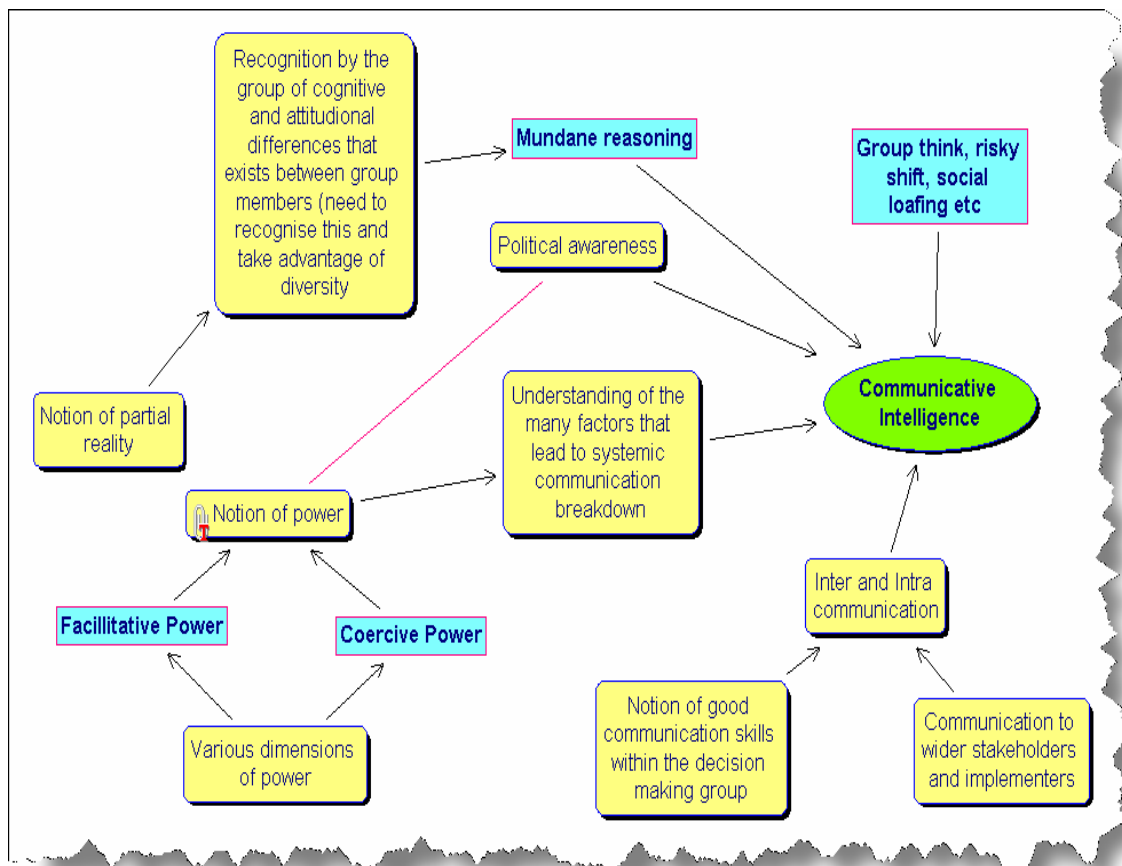 Recognition by the
group of cognitive
and attitudional
differences that
exists between group
members (need to
recognise this and
take advantage of
diversity
Mundane reasoning
Group think, risky
shift, social
loafing etc
Political awareness
Notion of partial
reality
Understanding of the
many factors that
lead to systemic
communication
breakdown
Communicative
Intelligence
Notion of power
Inter and Intra
communication
Facillitative Power
Coercive Power
Various dimensions
of power
Notion of good
communication skills
within the decision
making group
Communication to
wider stakeholders
and implementers